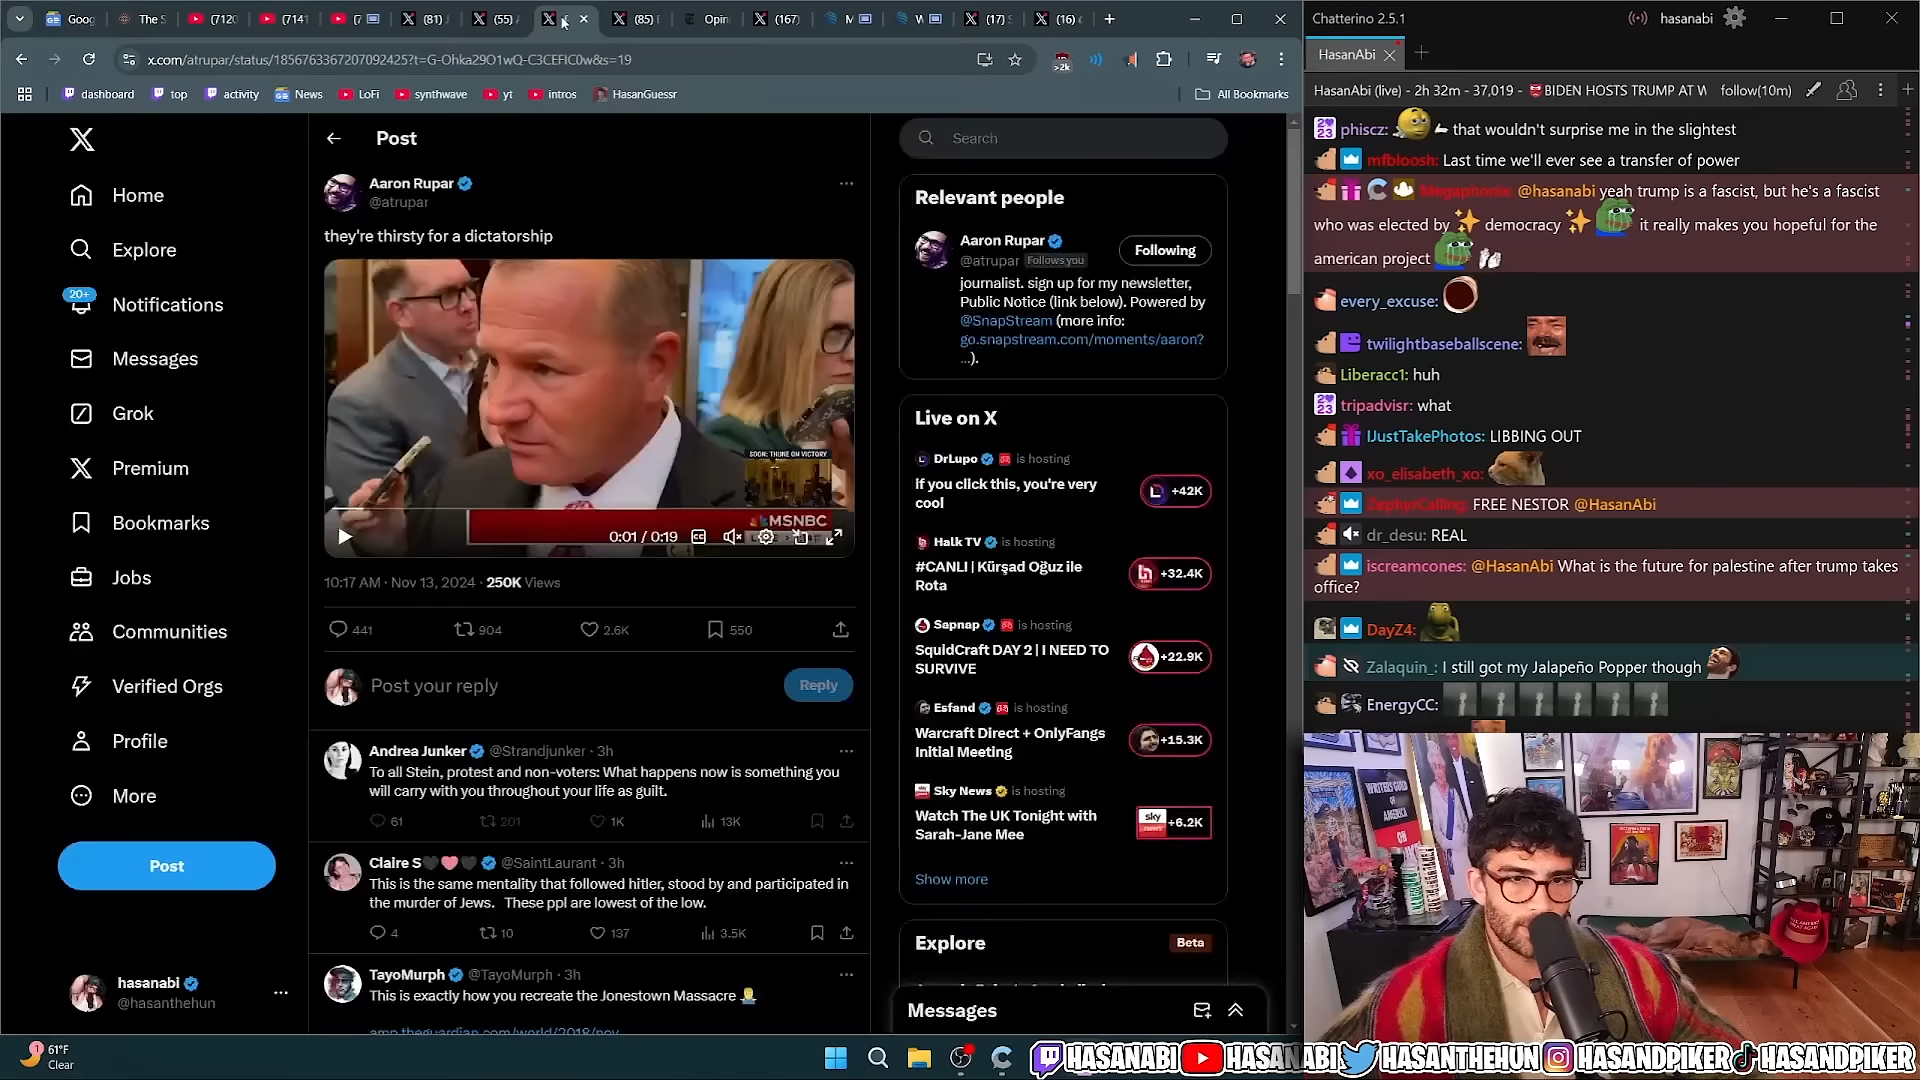 Goog
The S
(7120
(7141
(7
(81)
(55)
(85)
Opin
(167)
M
W
(17)
(16)
x.com/atrupar/status/1856763367207092425?t=G-Ohka29O1wQ-C3CEFIC0w&s=19
>2k
dashboard
top
activity
News
LoFi
synthwave
yt
intros
HasanGuessr
All Bookmarks
Home
Explore
20+
Notifications
Messages
Grok
Premium
Bookmarks
Jobs
Communities
Verified Orgs
Profile
More
Post
hasanabi
@hasanthehun
Post
Aaron Rupar
@atrupar
they're thirsty for a dictatorship
SOON: THUNE ON VICTORY
MSNBC
0:01 / 0:19
10:17 AM · Nov 13, 2024 · 250K Views
441
904
2.6K
550
Post your reply
Reply
Andrea Junker @Strandjunker · 3h
To all Stein, protest and non-voters: What happens now is something you
will carry with you throughout your life as guilt.
61
201
1K
13K
Claire S @SaintLaurant · 3h
This is the same mentality that followed hitler, stood by and participated in
the murder of Jews. These ppl are lowest of the low.
4
10
137
3.5K
TayoMurph @TayoMurph · 3h
This is exactly how you recreate the Jonestown Massacre
amp.theguardian.com/world/2018/nov
Search
Relevant people
Aaron Rupar
Following
@atrupar Follows you
journalist. sign up for my newsletter,
Public Notice (link below). Powered by
@SnapStream (more info:
go.snapstream.com/moments/aaron?
…).
Live on X
DrLupo is hosting
If you click this, you're very
cool
+42K
Halk TV is hosting
#CANLI | Kürşad Oğuz ile
Rota
+32.4K
Sapnap is hosting
SquidCraft DAY 2 | I NEED TO
SURVIVE
+22.9K
Esfand is hosting
Warcraft Direct + OnlyFangs
Initial Meeting
+15.3K
Sky News is hosting
Watch The UK Tonight with
Sarah-Jane Mee
sky
+6.2K
Show more
Explore
Beta
Messages
Chatterino 2.5.1
hasanabi
HasanAbi
HasanAbi (live) - 2h 32m - 37,019 - BIDEN HOSTS TRUMP AT W
follow(10m)
phiscz: that wouldn't surprise me in the slightest
mfbloosh: Last time we'll ever see a transfer of power
Megaphonix: @hasanabi yeah trump is a fascist, but he's a fascist
who was elected by democracy it really makes you hopeful for the
american project
every_excuse:
twilightbaseballscene:
Liberacc1: huh
tripadvisr: what
IJustTakePhotos: LIBBING OUT
xo_elisabeth_xo:
ZephyrCalling: FREE NESTOR @HasanAbi
dr_desu: REAL
iscreamcones: @HasanAbi What is the future for palestine after trump takes
office?
DayZ4:
Zalaquin_: I still got my Jalapeño Popper though
EnergyCC:
WRITERS GUILD
OF
AMERICA
1
61°F
Clear
HASANABI
HASANABI
HASANTHEHUN
HASANDPIKER
HASANDPIKER